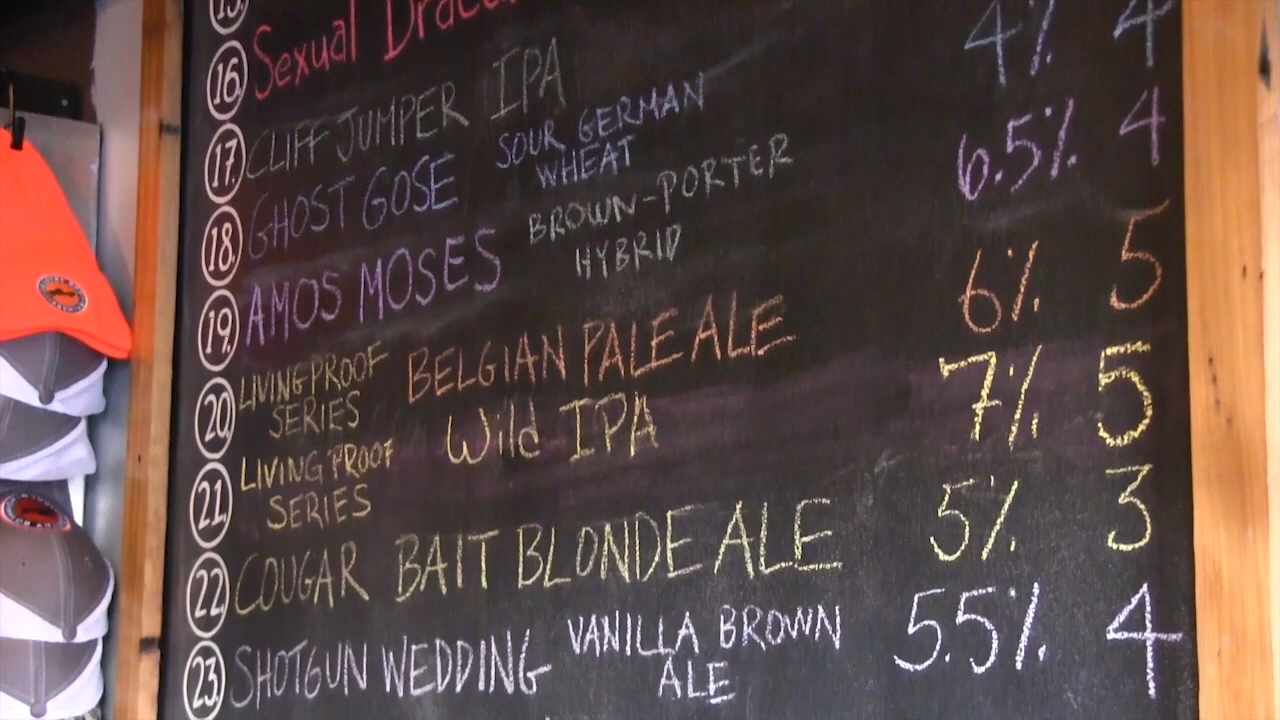 15.
16. Sexual
17. CLIFF JUMPER IPA
18. GHOST GOSE SOUR GERMAN WHEAT 4% 4
19. AMOS MOSES BROWN-PORTER HYBRID 6.5% 4
20. LIVING PROOF SERIES BELGIAN PALE ALE 6% 5
21. LIVING PROOF SERIES Wild IPA 7% 5
22. COUGAR BAIT BLONDE ALE 5% 3
23. SHOTGUN WEDDING VANILLA BROWN ALE 5.5% 4